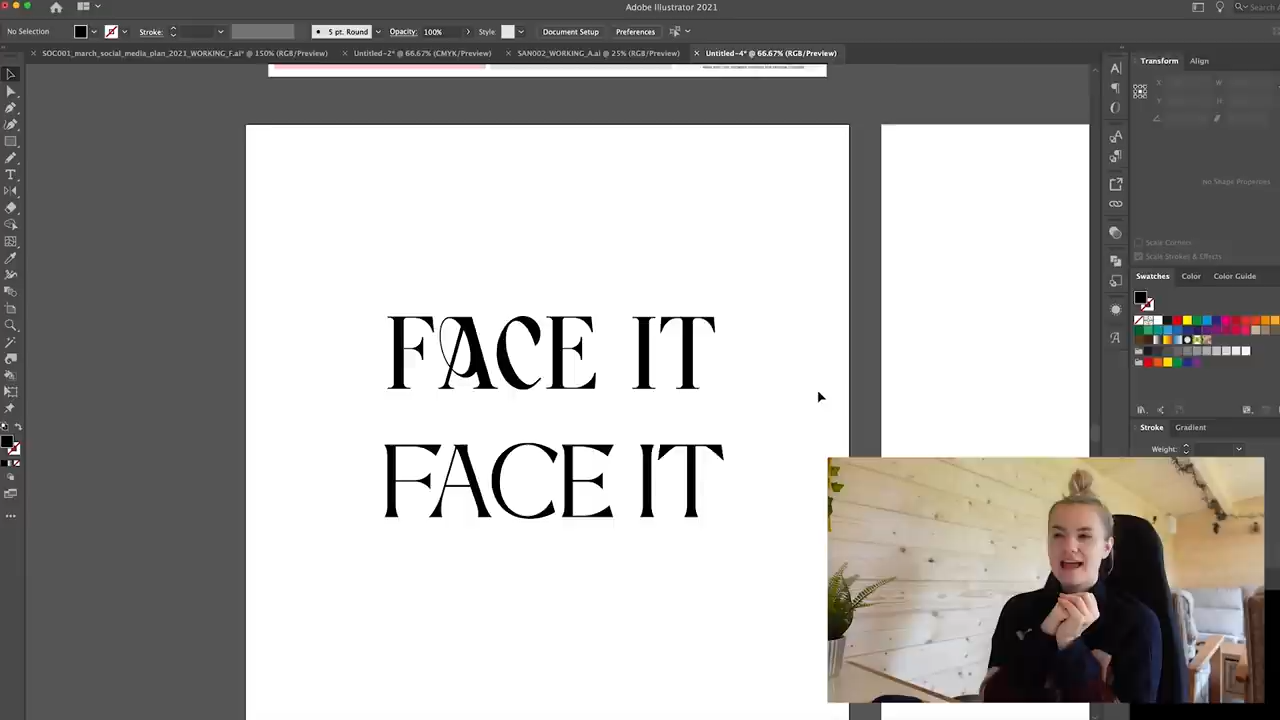 Adobe Illustrator 2021
No Selection
Stroke:
5 pt. Round
Opacity: 100%
Style:
Document Setup
Preferences
SOC001_march_social_media_plan_2021_WORKING_F.ai* @ 150% (RGB/Preview)
Untitled-2* @ 66.67% (CMYK/Preview)
SAN002_WORKING_A.ai @ 25% (RGB/Preview)
Untitled-4* @ 66.67% (RGB/Preview)
Transform
Align
X
W
Y
H
No Shape Properties
Scale Corners
Scale Strokes & Effects
Swatches
Color
Color Guide
FACE IT
FACE IT
Stroke
Gradient
Weight: